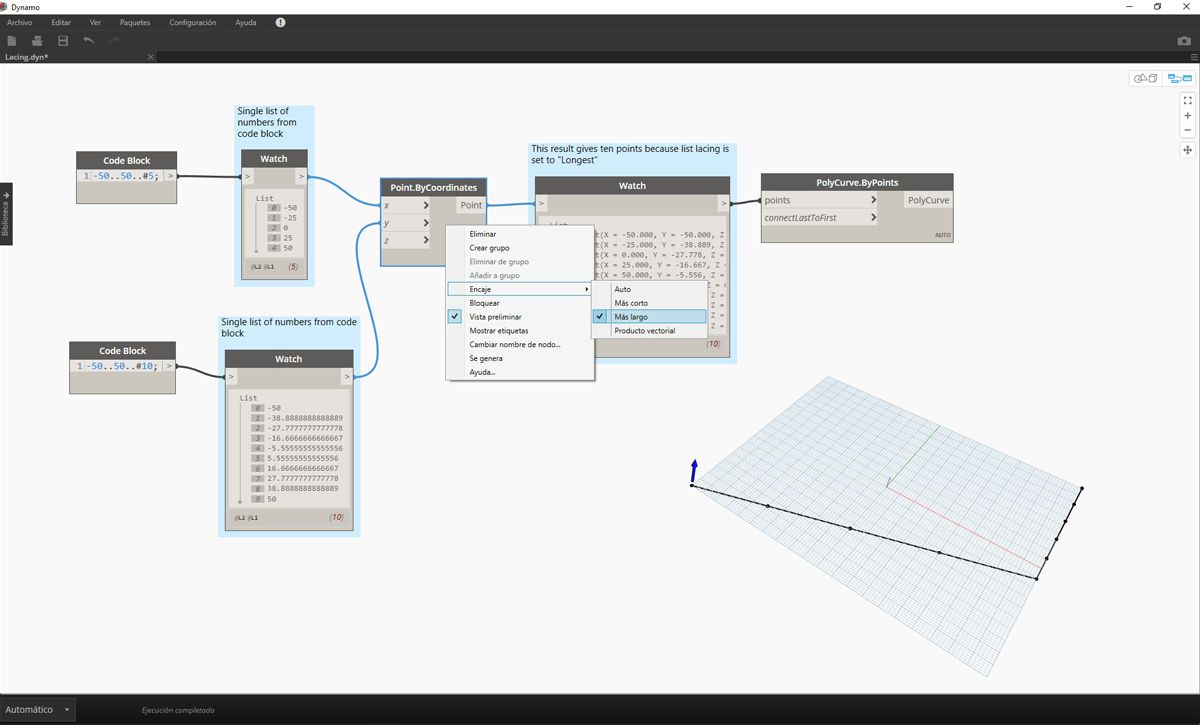 Dynamo
Archivo Editar Ver Paquetes Configuración Ayuda
Lacing.dyn*
Biblioteca
Single list of
numbers from
code block
Code Block
1 -50..50..#5; >
Watch
> >
List
0 -50
1 -25
2 0
3 25
4 50
@L2 @L1 {5}
Single list of numbers from code
block
Code Block
1 -50..50..#10; >
Watch
> >
List
0 -50
1 -38.8888888888889
2 -27.7777777777778
3 -16.6666666666667
4 -5.55555555555556
5 5.55555555555556
6 16.6666666666667
7 27.7777777777778
8 38.8888888888889
9 50
@L2 @L1 {10}
Point.ByCoordinates
x > Point
y >
z >
Eliminar
Crear grupo
Eliminar de grupo
Añadir a grupo
Encaje
Bloquear
Vista preliminar
Mostrar etiquetas
Cambiar nombre de nodo...
Se genera
Ayuda...
Auto
Más corto
Más largo
Producto vectorial
This result gives ten points because list lacing is
set to "Longest"
Watch
> >
t(X = -50.000, Y = -50.000, Z
t(X = -25.000, Y = -38.889, Z
t(X = 0.000, Y = -27.778, Z =
t(X = 25.000, Y = -16.667, Z
t(X = 50.000, Y = -5.556, Z =
Z =
Z =
Z =
Z =
{10}
PolyCurve.ByPoints
points > PolyCurve
connectLastToFirst >
AUTO
Automático
Ejecución completada